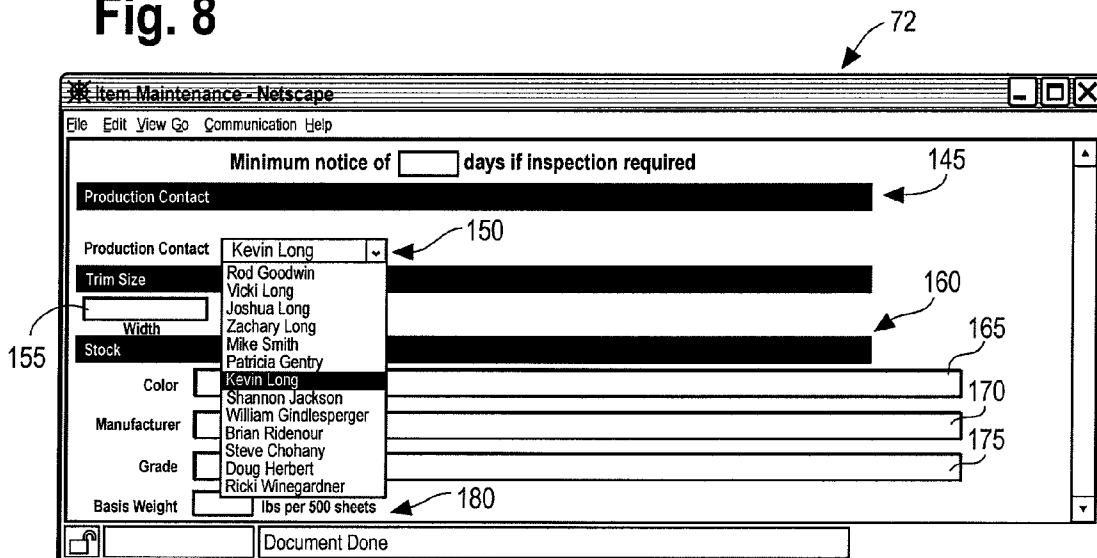 Fig. 8
72
Item Maintenance - Netscape
File Edit View Go Communication Help
Minimum notice of days if inspection required
145
Production Contact
150
Production Contact Kevin Long
Rod Goodwin
Trim Size
Vicki Long
Joshua Long
160
155
Width
Zachary Long
Mike Smith
Stock
Patricia Gentry
165
Color
Kevin Long
Shannon Jackson
170
Manufacturer
William Gindlesperger
Brian Ridenour
175
Steve Chohany
Grade
Doug Herbert
Ricki Winegardner
Basis Weight lbs per 500 sheets
180
Document Done